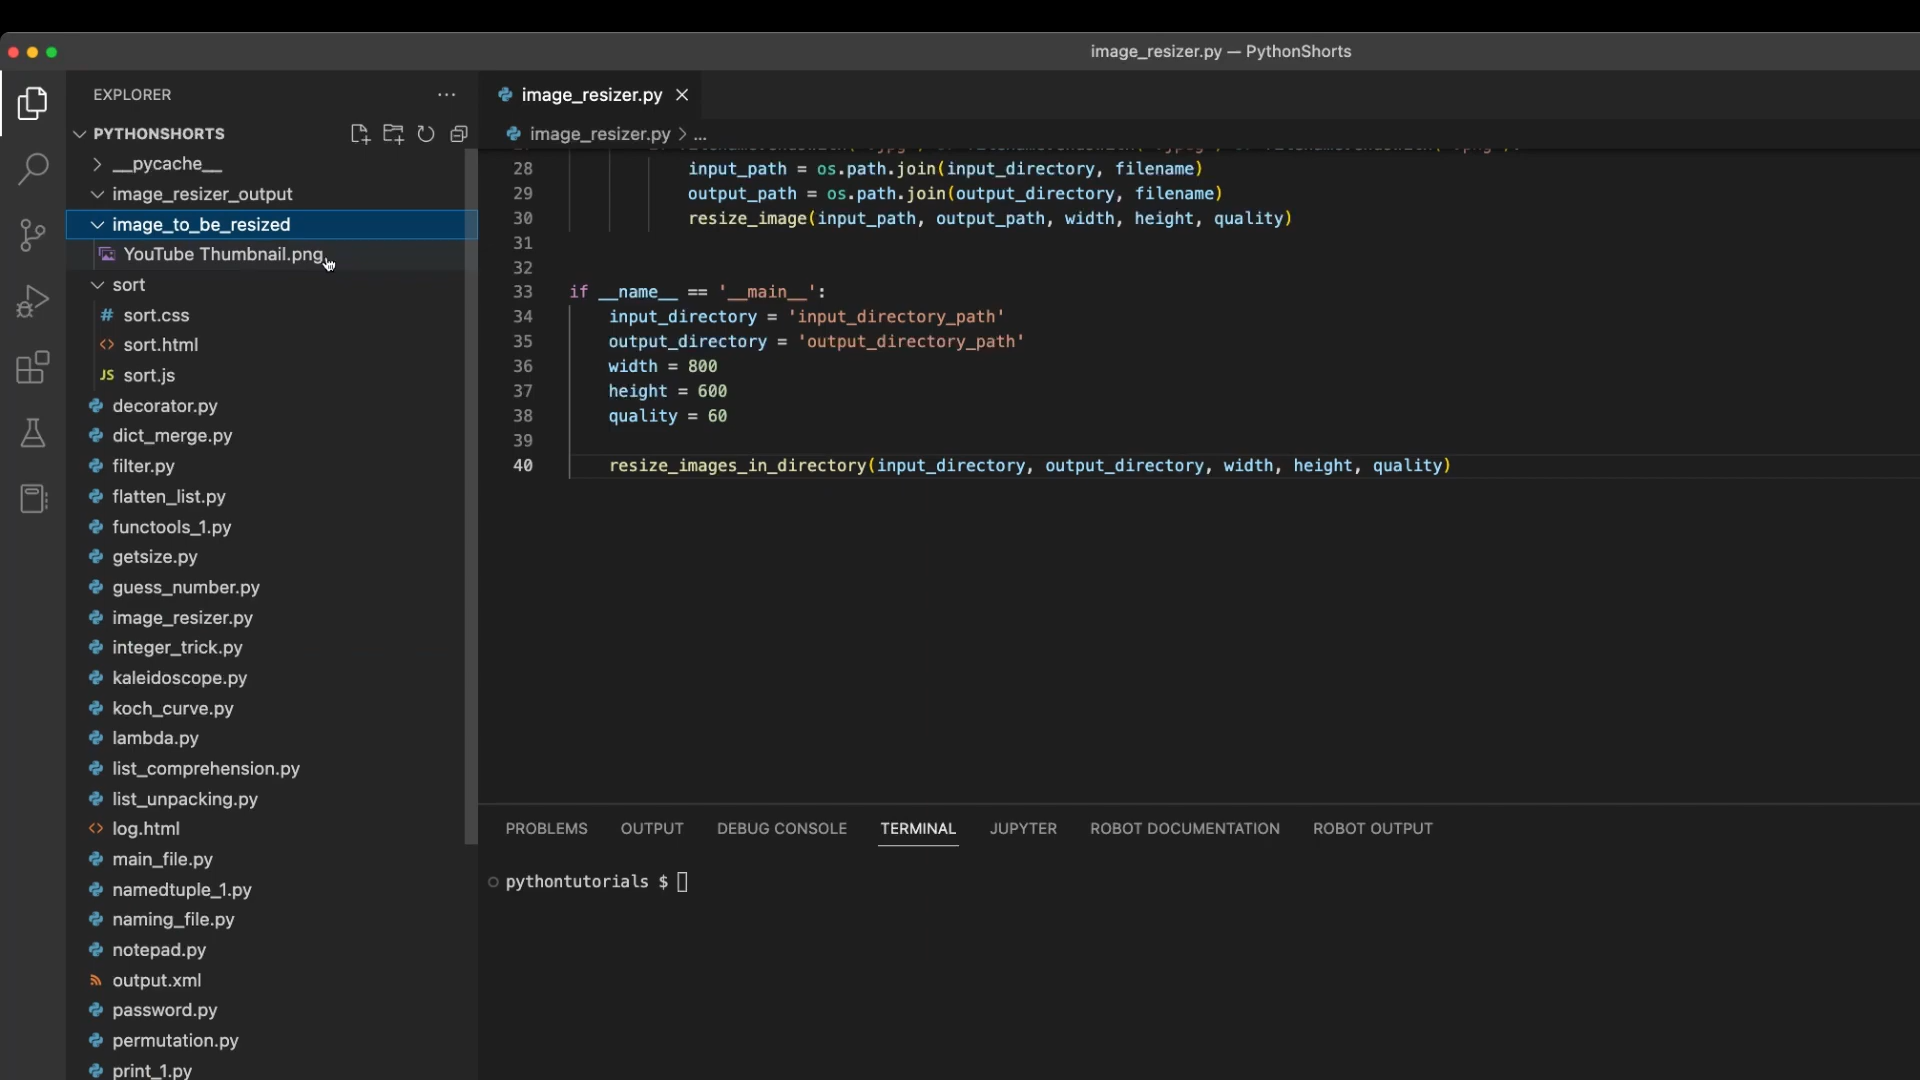 image_resizer.py — PythonShorts
EXPLORER
PYTHONSHORTS
__pycache__
image_resizer_output
image_to_be_resized
YouTube Thumbnail.png
sort
# sort.css
<> sort.html
JS sort.js
decorator.py
dict_merge.py
filter.py
flatten_list.py
functools_1.py
getsize.py
guess_number.py
image_resizer.py
integer_trick.py
kaleidoscope.py
koch_curve.py
lambda.py
list_comprehension.py
list_unpacking.py
<> log.html
main_file.py
namedtuple_1.py
naming_file.py
notepad.py
output.xml
password.py
permutation.py
print_1.py
image_resizer.py
image_resizer.py > ...
28 input_path = os.path.join(input_directory, filename)
29 output_path = os.path.join(output_directory, filename)
30 resize_image(input_path, output_path, width, height, quality)
31
32
33 if __name__ == '__main__':
34 input_directory = 'input_directory_path'
35 output_directory = 'output_directory_path'
36 width = 800
37 height = 600
38 quality = 60
39
40 resize_images_in_directory(input_directory, output_directory, width, height, quality)
PROBLEMS OUTPUT DEBUG CONSOLE TERMINAL JUPYTER ROBOT DOCUMENTATION ROBOT OUTPUT
pythontutorials $